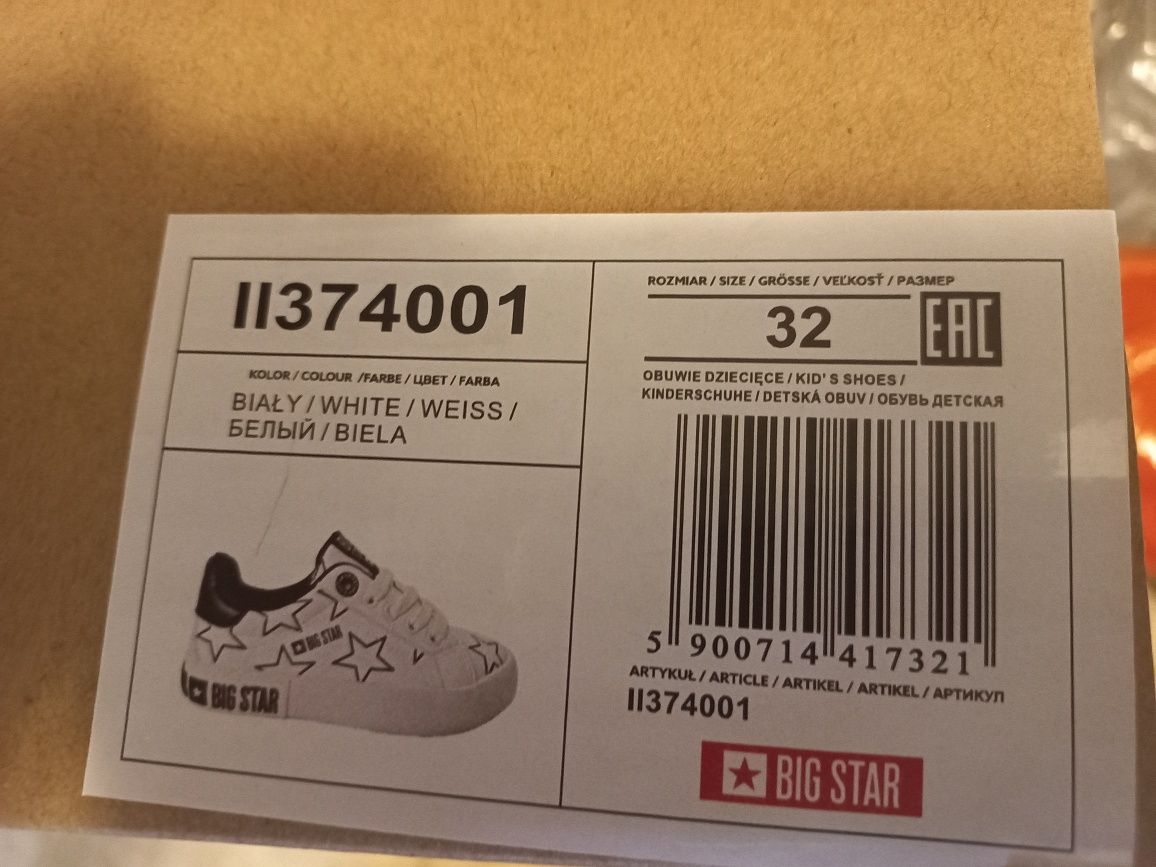 II374001
KOLOR / COLOUR /FARBE / ЦВЕТ / FARBA
BIAŁY / WHITE / WEISS /
БЕЛЫЙ / BIELA
BIG STAR
BIG STAR
ROZMIAR / SIZE / GRÖSSE / VEĽKOSŤ / РАЗМЕР
32
EAC
OBUWIE DZIECIĘCE / KID' S SHOES /
KINDERSCHUHE / DETSKÁ OBUV / ОБУВЬ ДЕТСКАЯ
5 900714 417321
ARTYKUŁ / ARTICLE / ARTIKEL / ARTIKEL / АРТИКУЛ
II374001
BIG STAR